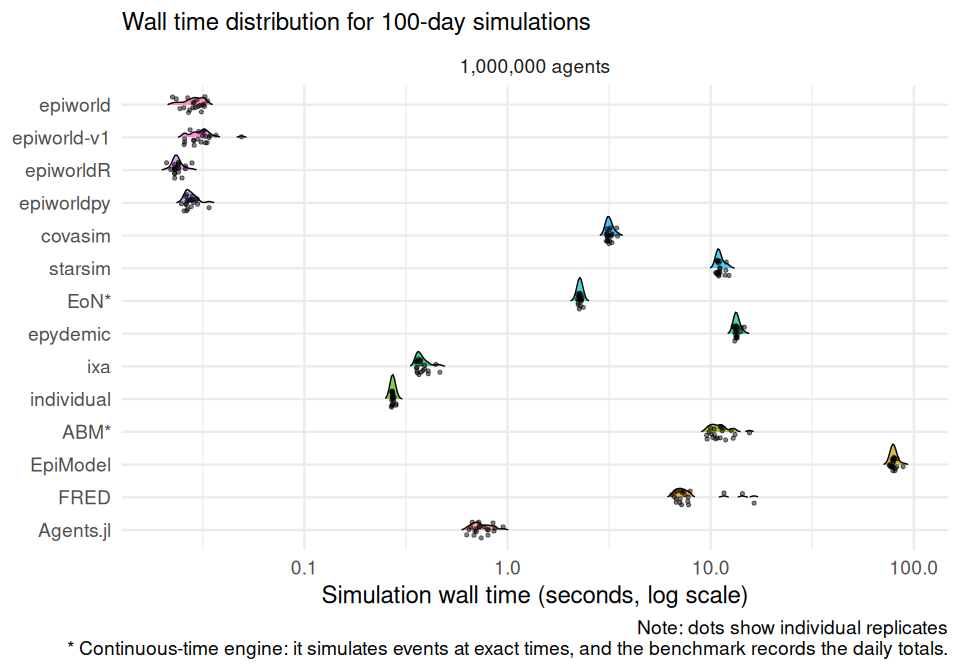 Wall time distribution for 100-day simulations
1,000,000 agents
epiworld
epiworld-v1
epiworldR
epiworldpy
covasim
starsim
EoN*
epydemic
ixa
individual
ABM*
EpiModel
FRED
Agents.jl
0.1 1.0 10.0 100.0
Simulation wall time (seconds, log scale)
Note: dots show individual replicates
* Continuous-time engine: it simulates events at exact times, and the benchmark records the daily totals.